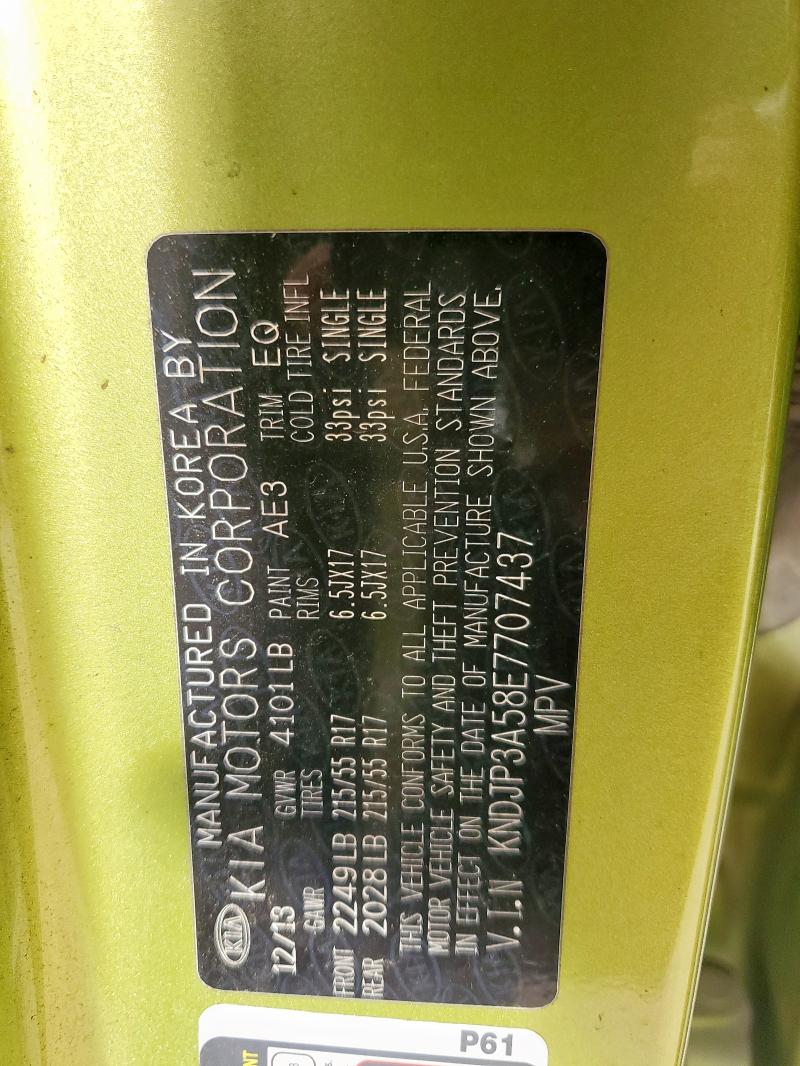 MANUFACTURED IN KOREA BY
KIA KIA MOTORS CORPORATION
12/13 GVWR 4101LB PAINT AE3 TRIM EQ
GAWR TIRES RIMS COLD TIRE INFL
FRONT 2249LB 215/55 R17 6.5JX17 33psi SINGLE
REAR 2028LB 215/55 R17 6.5JX17 33psi SINGLE
THIS VEHICLE CONFORMS TO ALL APPLICABLE U.S.A. FEDERAL
MOTOR VEHICLE SAFETY AND THEFT PREVENTION STANDARDS
IN EFFECT ON THE DATE OF MANUFACTURE SHOWN ABOVE.
V.I.N KNDJP3A58E7707437
MPV
P61